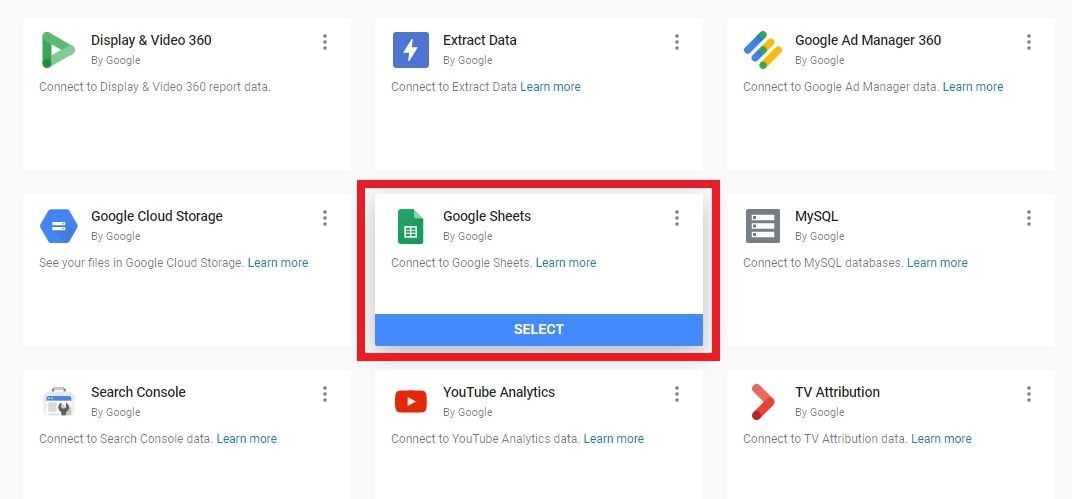 Display & Video 360
By Google
Connect to Display & Video 360 report data.
Extract Data
By Google
Connect to Extract Data Learn more
Google Ad Manager 360
By Google
Connect to Google Ad Manager data. Learn more
Google Cloud Storage
By Google
See your files in Google Cloud Storage. Learn more
Google Sheets
By Google
Connect to Google Sheets. Learn more
SELECT
MySQL
By Google
Connect to MySQL databases. Learn more
Search Console
By Google
Connect to Search Console data. Learn more
YouTube Analytics
By Google
Connect to YouTube Analytics data. Learn more
TV Attribution
By Google
Connect to TV Attribution data. Learn more